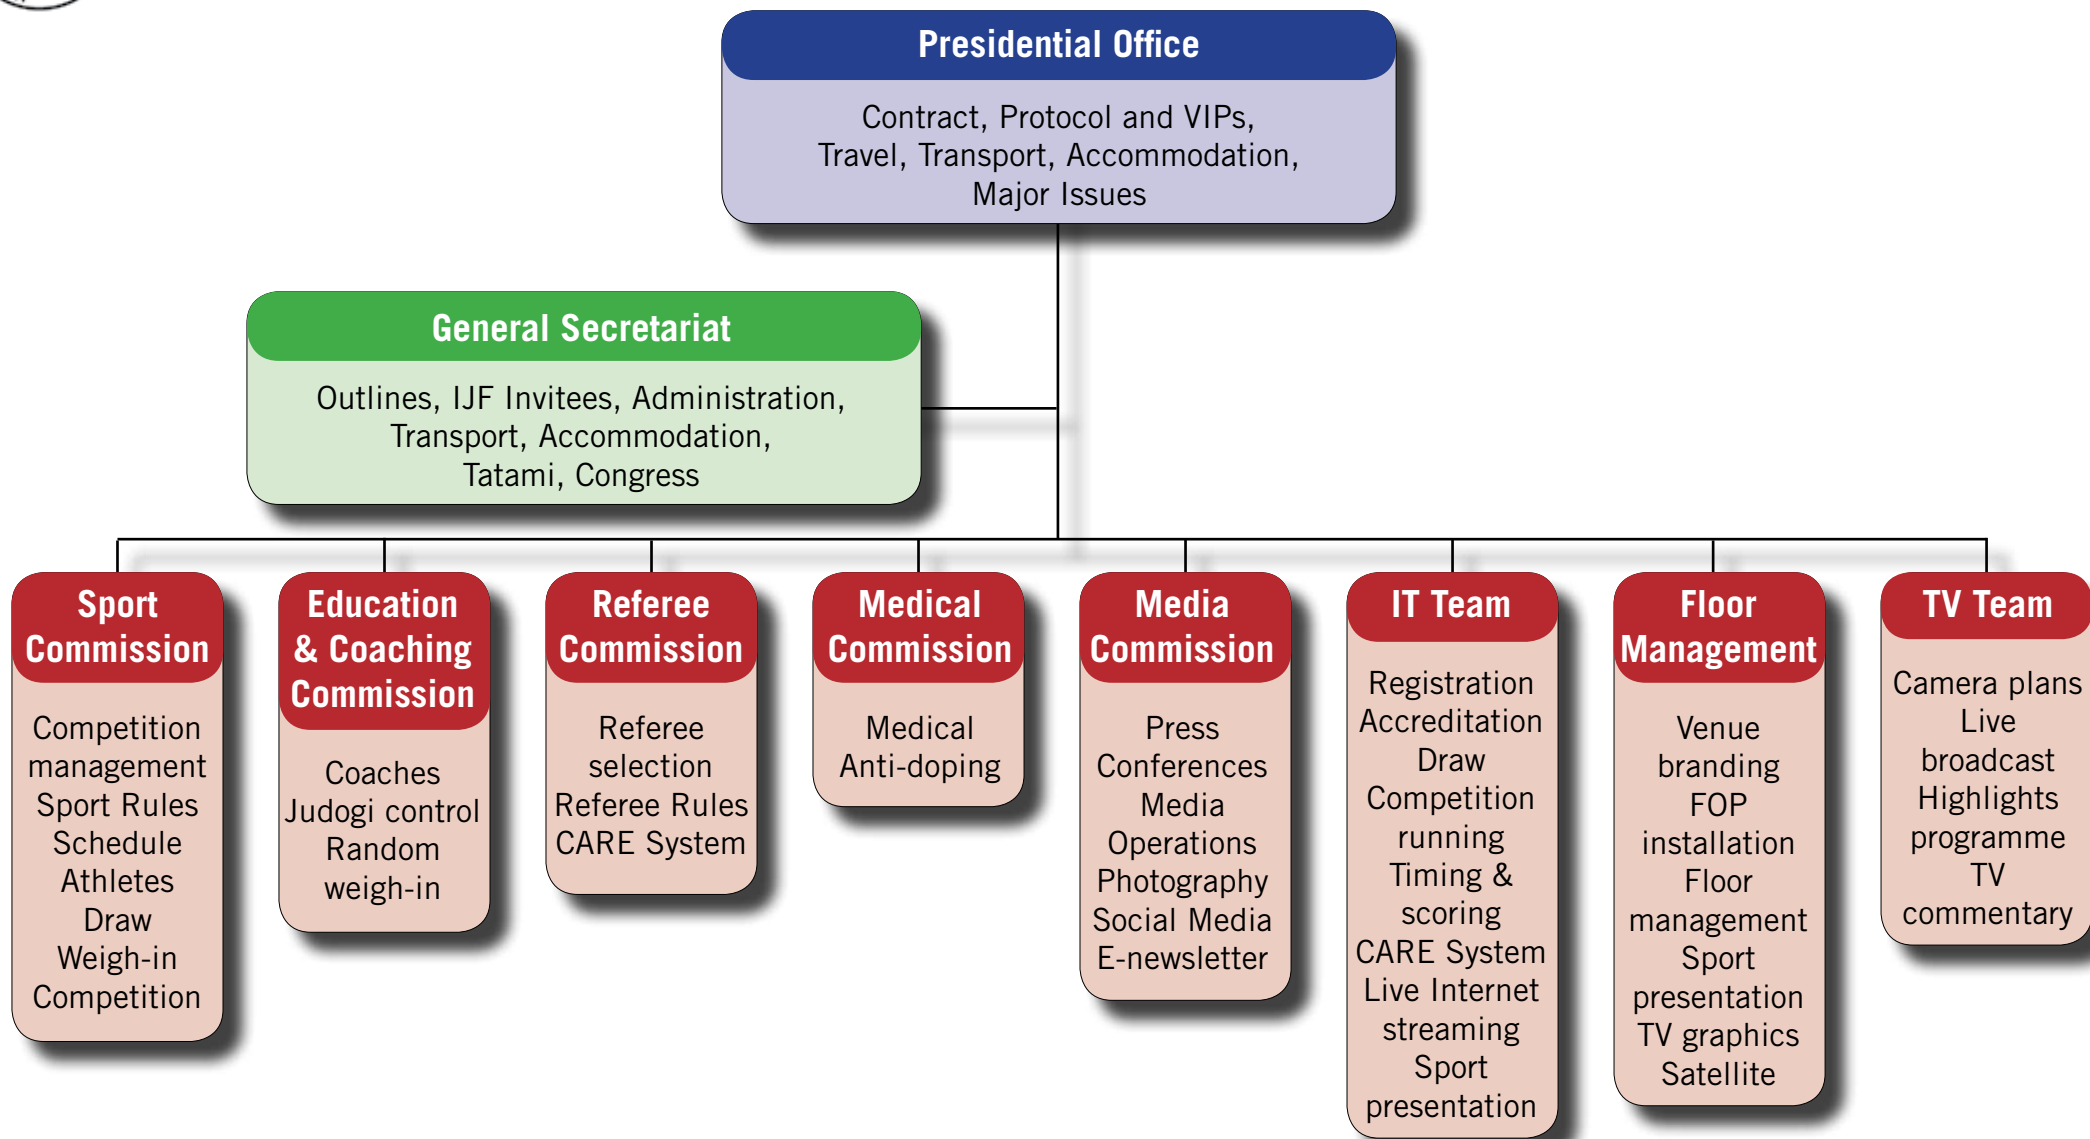 Presidential Office
Contract, Protocol and VIPs,
Travel, Transport, Accommodation,
Major Issues
General Secretariat
Outlines, IJF Invitees, Administration,
Transport, Accommodation,
Tatami, Congress
Sport
Commission
Competition
management
Sport Rules
Schedule
Athletes
Draw
Weigh-in
Competition
Education
& Coaching
Commission
Coaches
Judogi control
Random
weigh-in
Referee
Commission
Referee
selection
Referee Rules
CARE System
Medical
Commission
Medical
Anti-doping
Media
Commission
Press
Conferences
Media
Operations
Photography
Social Media
E-newsletter
IT Team
Registration
Accreditation
Draw
Competition
running
Timing &
scoring
CARE System
Live Internet
streaming
Sport
presentation
Floor
Management
Venue
branding
FOP
installation
Floor
management
Sport
presentation
TV graphics
Satellite
TV Team
Camera plans
Live
broadcast
Highlights
programme
TV
commentary